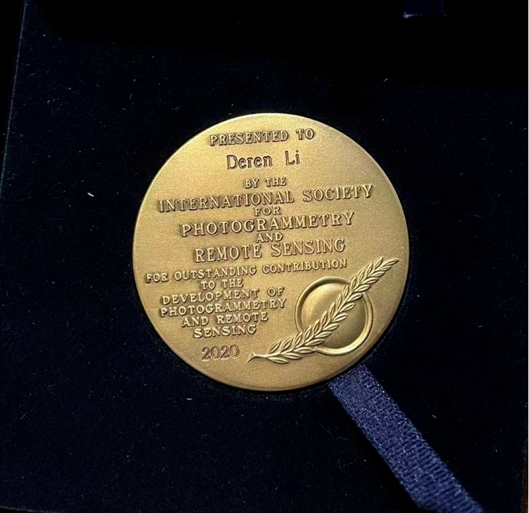 PRESENTED TO
Deren Li
BY THE
INTERNATIONAL SOCIETY
FOR
PHOTOGRAMMETRY
AND
REMOTE SENSING
FOR OUTSTANDING CONTRIBUTION
TO THE
DEVELOPMENT OF
PHOTOGRAMMETRY
AND REMOTE
SENSING
2020